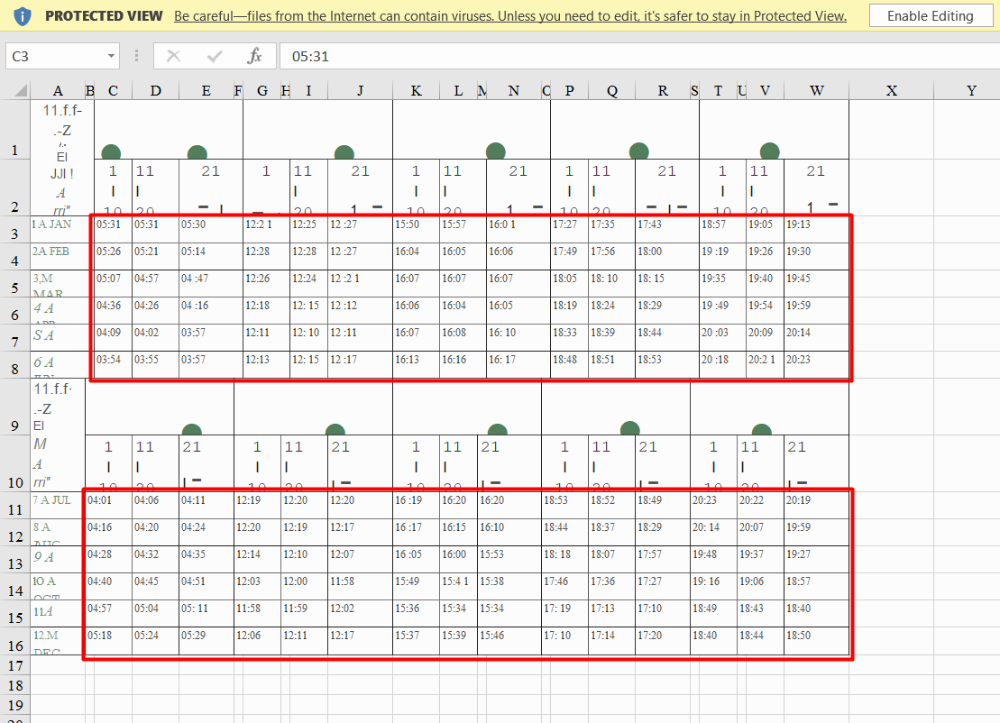 PROTECTED VIEW Be careful—files from the Internet can contain viruses. Unless you need to edit, it's safer to stay in Protected View. Enable Editing
C3 fx 05:31
A B C D E F G H I J K L M N O P Q R S T U V W X Y
11.f.f-
.-Z
El
JJI !
A
rri"
1
2
1 11 21 1 11 21 1 11 21 1 11 21 1 11 21
10 20 10 20 1 10 20 1 10 20 10 20 1
3 1 A JAN 05:31 05:31 05:30 12:2 1 12:25 12 :27 15:50 15:57 16:0 1 17:27 17:35 17:43 18:57 19:05 19:13
4 2A FEB 05:26 05:21 05:14 12:28 12:28 12 :27 16:04 16:05 16:06 17:49 17:56 18:00 19 :19 19:26 19:30
5 3,M MAR 05:07 04:57 04 :47 12:26 12:24 12 :2 1 16:07 16:07 16:07 18:05 18: 10 18: 15 19:35 19:40 19:45
6 4 A APR 04:36 04:26 04 :16 12:18 12: 15 12 :12 16:06 16:04 16:05 18:19 18:24 18:29 19 :49 19:54 19:59
7 S A 04:09 04:02 03:57 12:11 12: 10 12 :11 16:07 16:08 16: 10 18:33 18:39 18:44 20 :03 20:09 20:14
8 6 A JUN 03:54 03:55 03:57 12:13 12: 15 12 :17 16:13 16:16 16: 17 18:48 18:51 18:53 20 :18 20:2 1 20:23
11.f.f-
.-Z
El
M
A
rri"
9
10
1 11 21 1 11 21 1 11 21 1 11 21 1 11 21
10 20 10 20 10 20 10 20 10 20
11 7 A JUL 04:01 04:06 04:11 12:19 12:20 12:20 16 :19 16:20 16:20 18:53 18:52 18:49 20:23 20:22 20:19
12 8 A AUG 04:16 04:20 04:24 12:20 12:19 12:17 16 :17 16:15 16:10 18:44 18:37 18:29 20: 14 20:07 19:59
13 9 A 04:28 04:32 04:35 12:14 12:10 12:07 16 :05 16:00 15:53 18: 18 18:07 17:57 19:48 19:37 19:27
14 IO A OCT 04:40 04:45 04:51 12:03 12:00 11:58 15:49 15:4 1 15:38 17:46 17:36 17:27 19: 16 19:06 18:57
15 11A 04:57 05:04 05: 11 11:58 11:59 12:02 15:36 15:34 15:34 17: 19 17:13 17:10 18:49 18:43 18:40
16 12.M DEC 05:18 05:24 05:29 12:06 12:11 12:17 15:37 15:39 15:46 17: 10 17:14 17:20 18:40 18:44 18:50
17
18
19
20